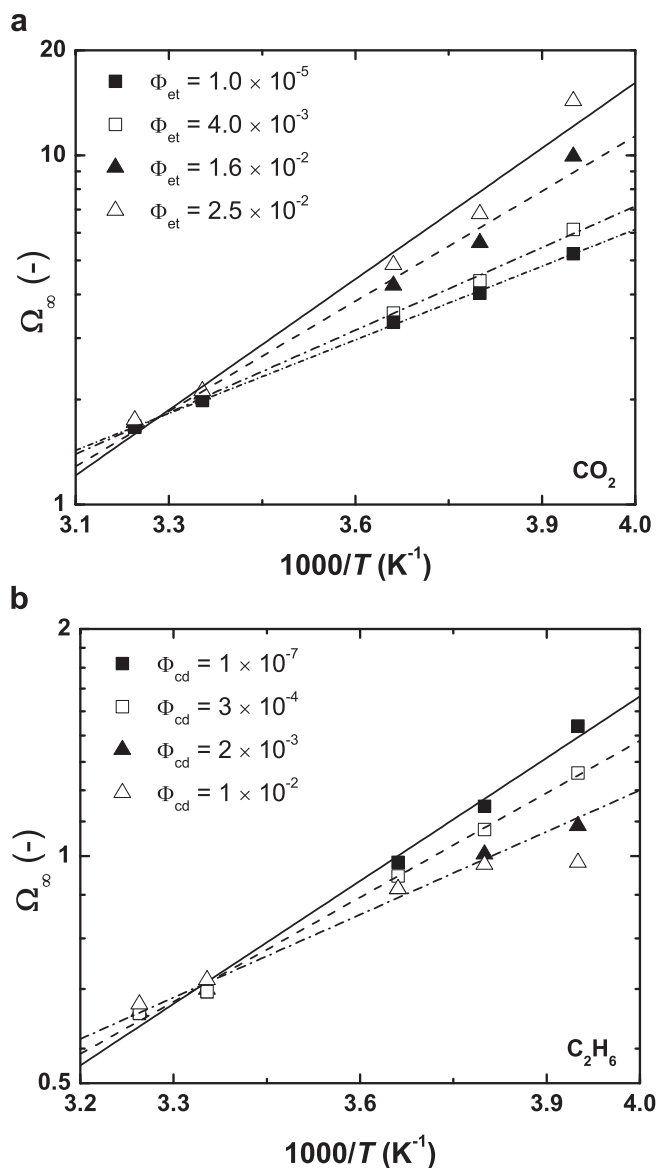 a
20
Φet = 1.0 × 10-5
Φet = 4.0 × 10-3
Φet = 1.6 × 10-2
Φet = 2.5 × 10-2
10
Ω∞ (-)
CO2
1
3.1 3.3 3.6 3.9 4.0
1000/T (K-1)
b
2
Φcd = 1 × 10-7
Φcd = 3 × 10-4
Φcd = 2 × 10-3
Φcd = 1 × 10-2
1
Ω∞ (-)
C2H6
0.5
3.2 3.3 3.6 3.9 4.0
1000/T (K-1)